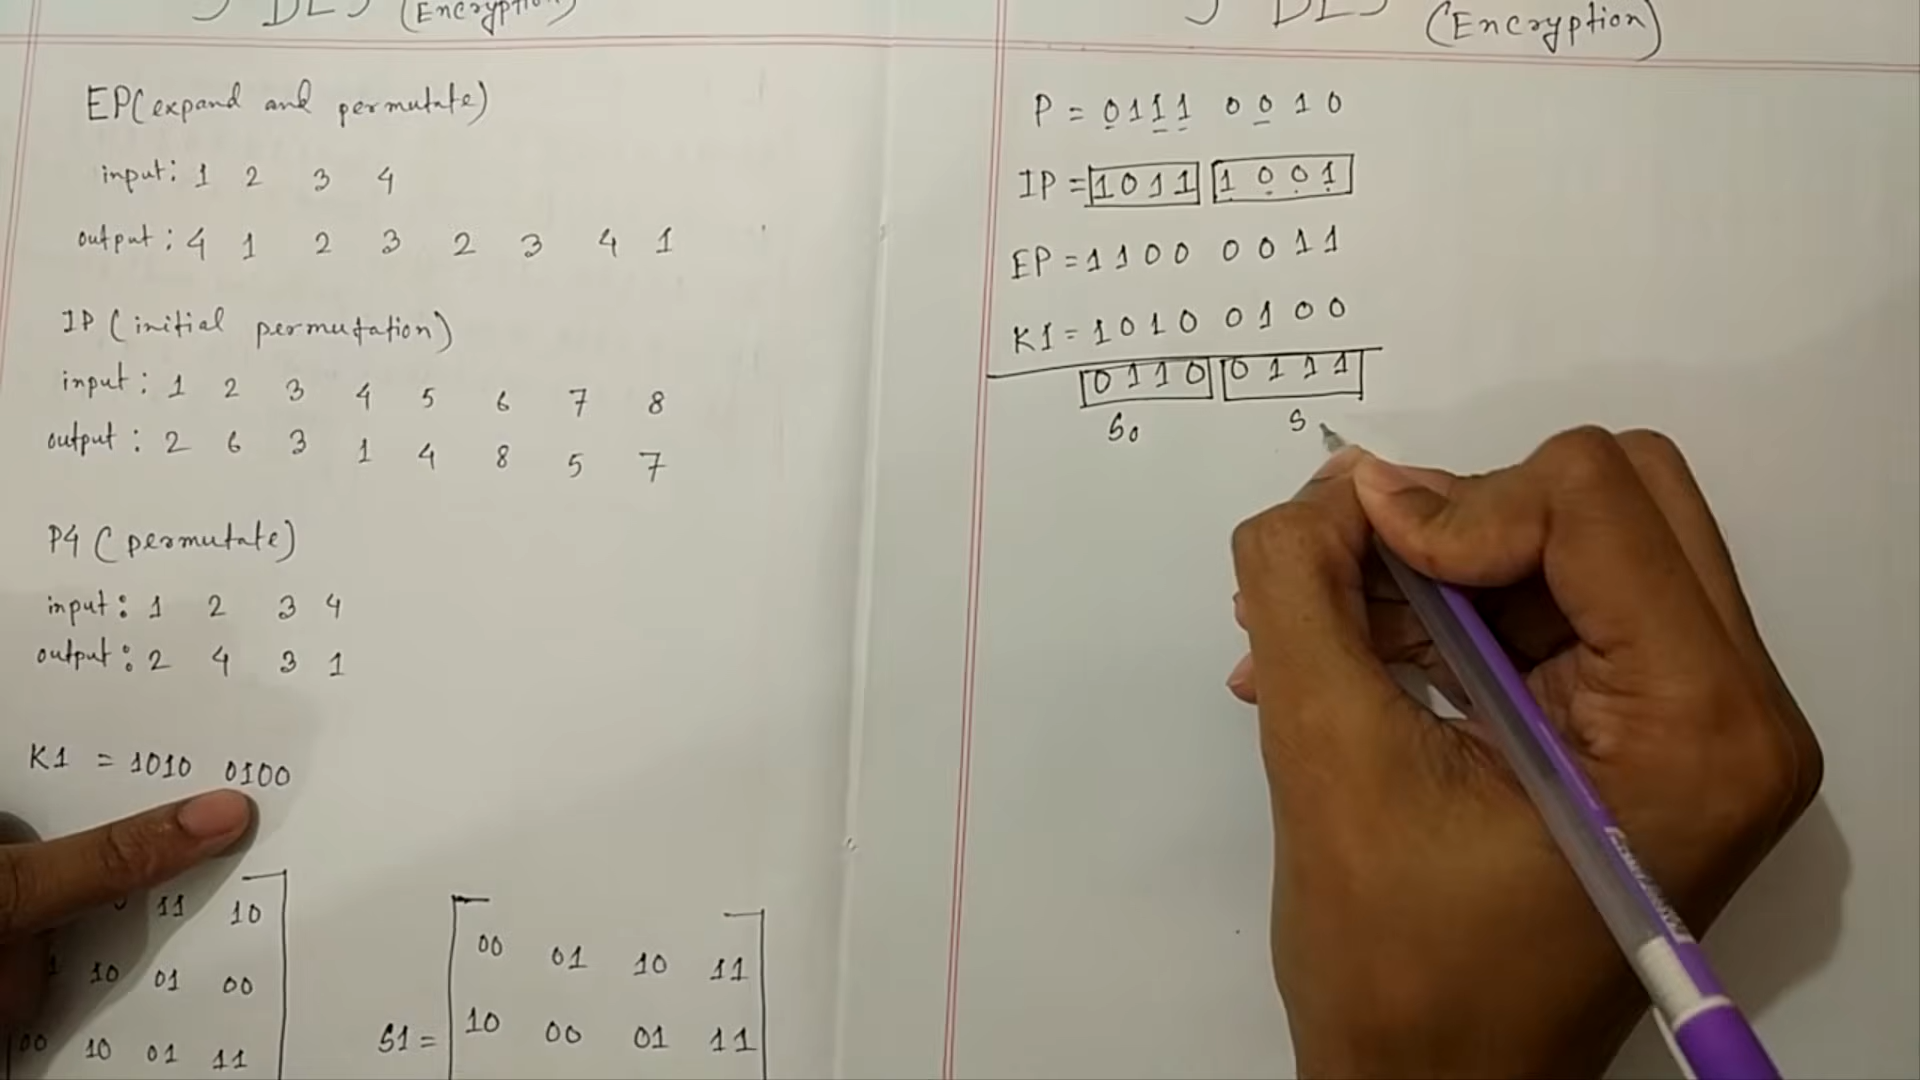 (Encryption)
EP(expand and permutate)
input: 1 2 3 4
output: 4 1 2 3 2 3 4 1
IP (initial permutation)
input: 1 2 3 4 5 6 7 8
output: 2 6 3 1 4 8 5 7
P4 (permutate)
input: 1 2 3 4
output: 2 4 3 1
K1 = 1010 0100
11 10
10 01 00
00 10 01 11
S1 =
00 01 10 11
10 00 01 11
S DES (Encryption)
P = 0111 0010
IP = 1011 1001
EP = 1100 0011
K1 = 1010 0100
0110 0111
S0 S